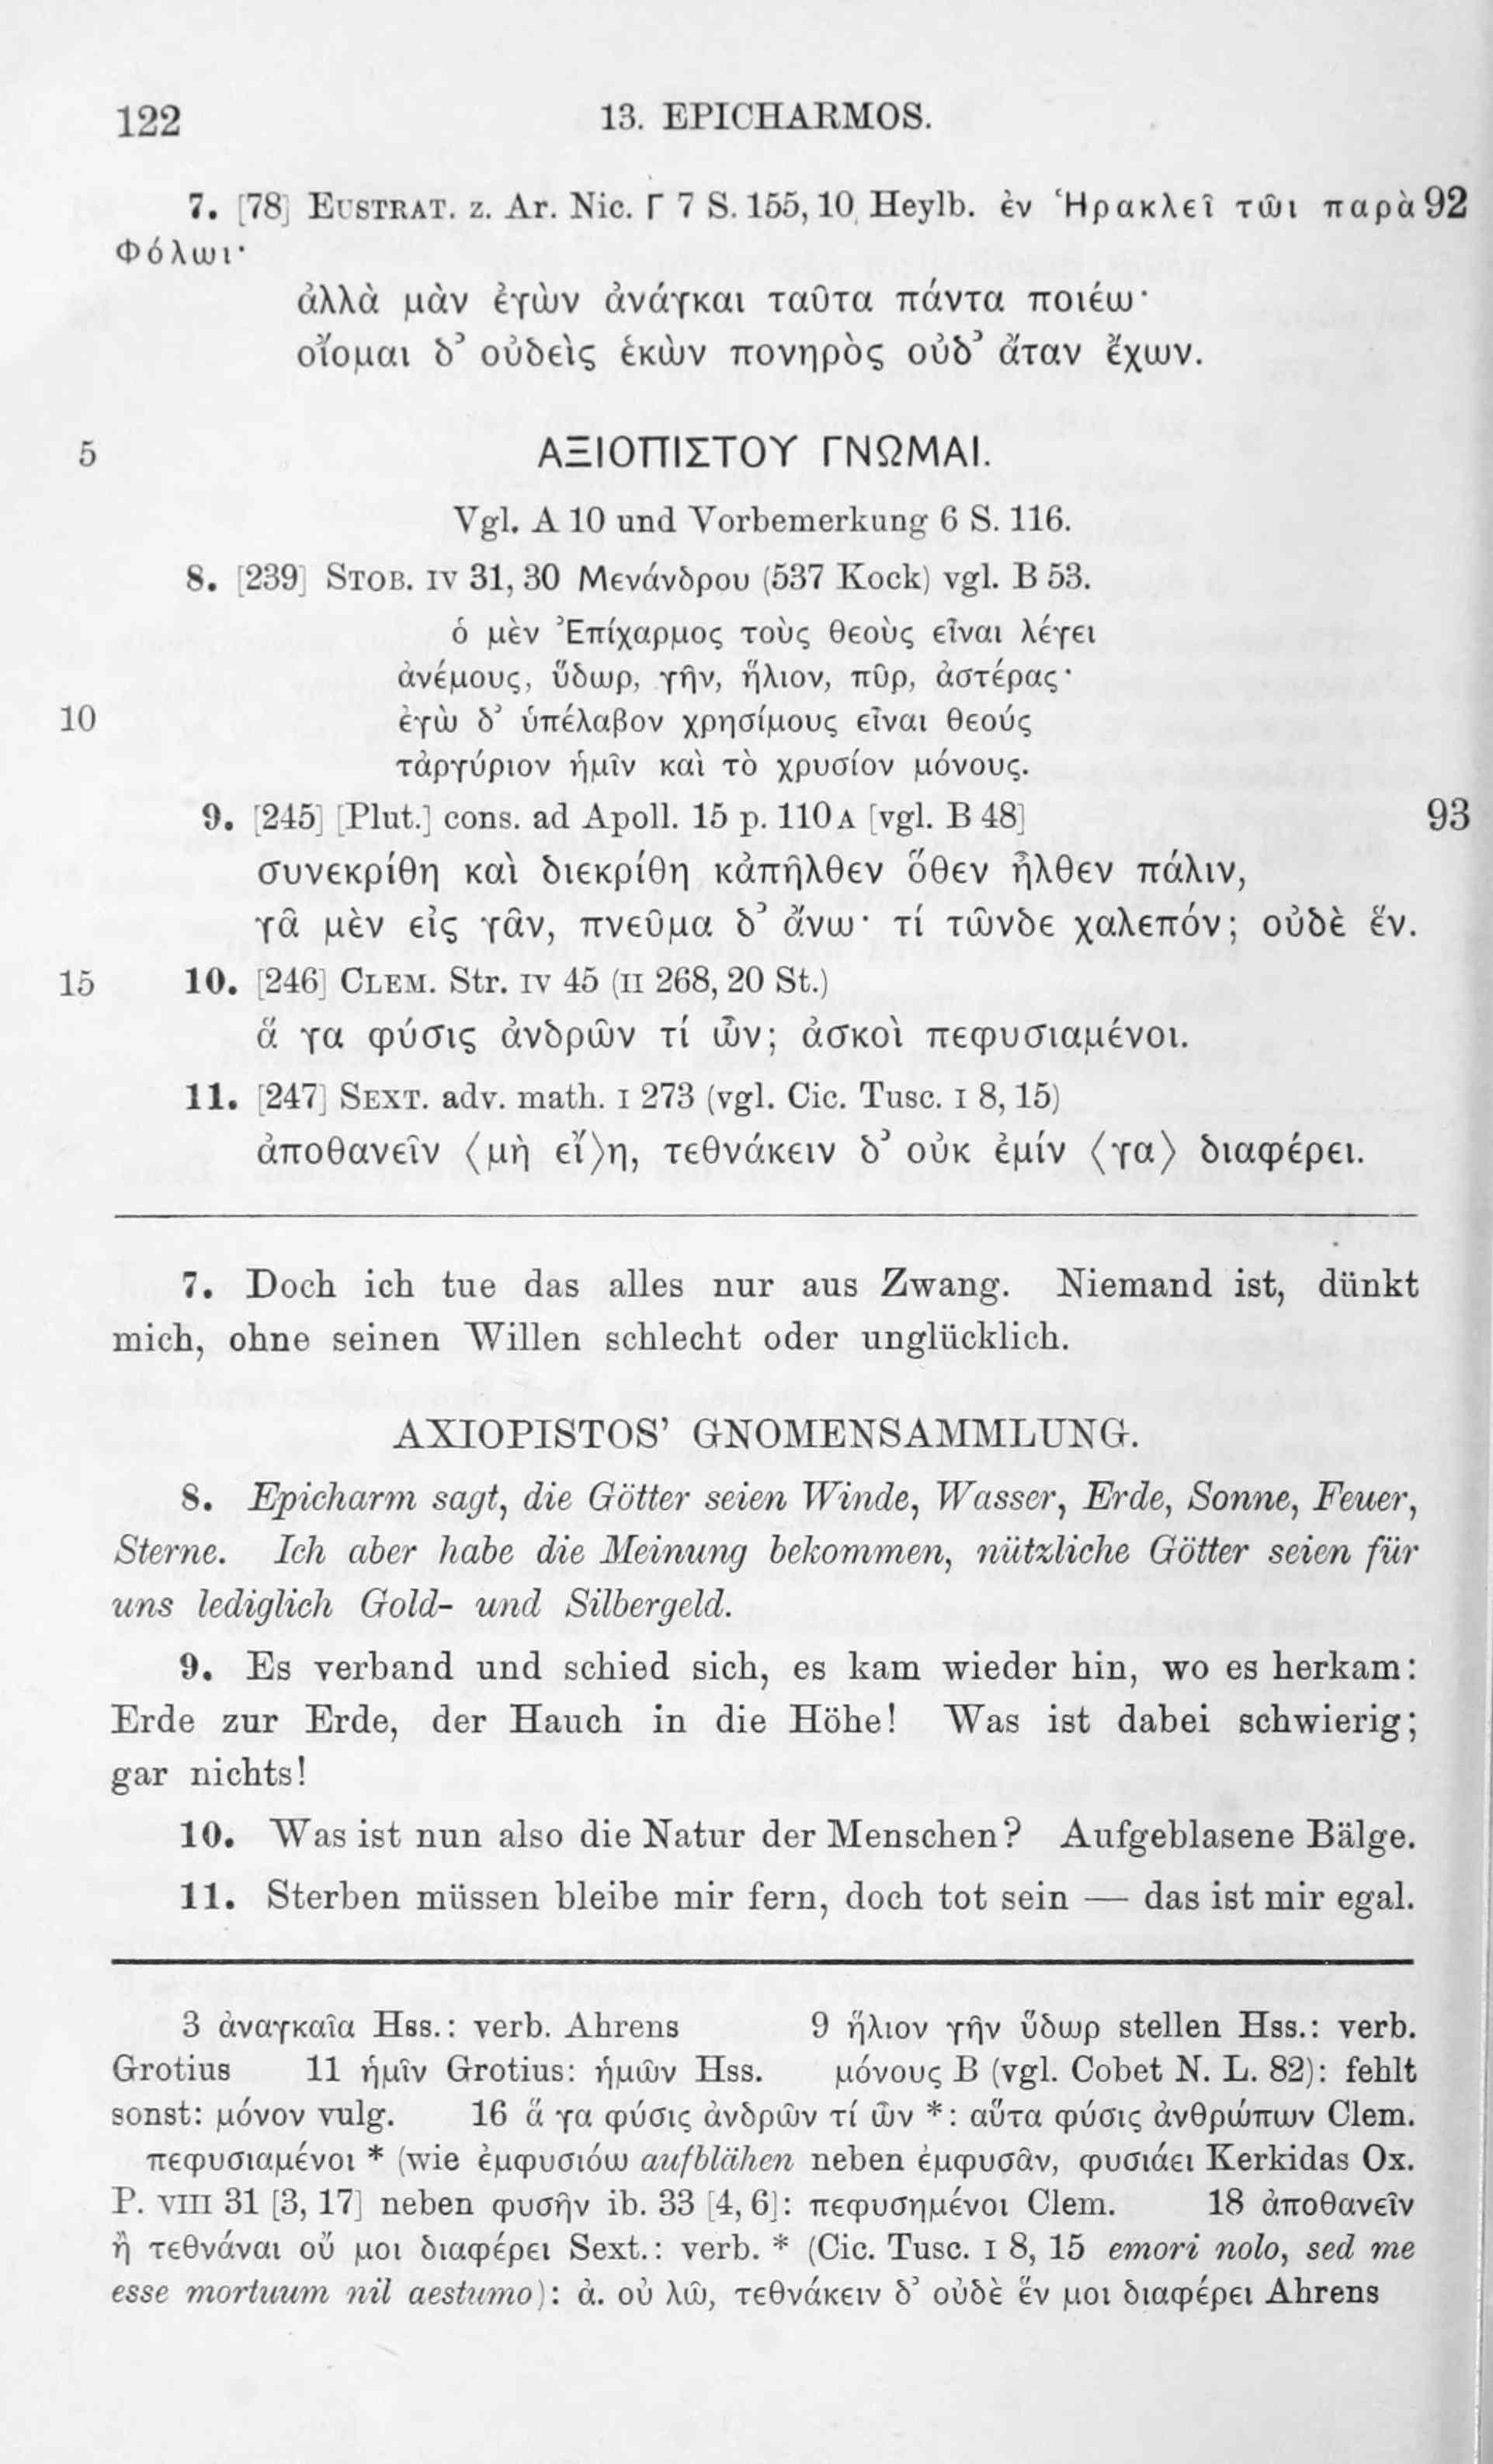 122 13. EPICHARMOS.
7. [78] EUSTRAT. z. Ar. Nic. Γ 7 S. 155, 10 Heylb. ἐν Ἡρακλεῖ τῶι παρὰ 92
Φόλωι·
ἀλλὰ μὰν ἐγὼν ἀνάγκαι ταῦτα πάντα ποιέω·
οἴομαι δ’ οὐδεὶς ἑκὼν πονηρὸς οὐδ’ ἄταν ἔχων.
5 ΑΞΙΟΠΙΣΤΟΥ ΓΝΩΜΑΙ.
Vgl. A 10 und Vorbemerkung 6 S. 116.
8. [239] STOB. IV 31, 30 Μενάνδρου (537 Kock) vgl. B 53.
ὁ μὲν Ἐπίχαρμος τοὺς θεοὺς εἶναι λέγει
ἀνέμους, ὕδωρ, γῆν, ἥλιον, πῦρ, ἀστέρας·
10 ἐγὼ δ’ ὑπέλαβον χρησίμους εἶναι θεούς
τἀργύριον ἡμῖν καὶ τὸ χρυσίον μόνους.
9. [245] [Plut.] cons. ad Apoll. 15 p. 110 A [vgl. B 48] 93
συνεκρίθη καὶ διεκρίθη κἀπῆλθεν ὅθεν ἦλθεν πάλιν,
γᾶ μὲν εἰς γᾶν, πνεῦμα δ’ ἄνω· τί τῶνδε χαλεπόν; οὐδὲ ἕν.
15 10. [246] CLEM. Str. IV 45 (II 268, 20 St.)
ἅ γα φύσις ἀνδρῶν τί ὦν; ἀσκοὶ πεφυσιαμένοι.
11. [247] SEXT. adv. math. I 273 (vgl. Cic. Tusc. I 8, 15)
ἀποθανεῖν ⟨μὴ εἴ⟩η, τεθνάκειν δ’ οὐκ ἐμίν ⟨γα⟩ διαφέρει.
7. Doch ich tue das alles nur aus Zwang. Niemand ist, dünkt
mich, ohne seinen Willen schlecht oder unglücklich.
AXIOPISTOS’ GNOMENSAMMLUNG.
8. Epicharm sagt, die Götter seien Winde, Wasser, Erde, Sonne, Feuer,
Sterne. Ich aber habe die Meinung bekommen, nützliche Götter seien für
uns lediglich Gold- und Silbergeld.
9. Es verband und schied sich, es kam wieder hin, wo es herkam:
Erde zur Erde, der Hauch in die Höhe! Was ist dabei schwierig;
gar nichts!
10. Was ist nun also die Natur der Menschen? Aufgeblasene Bälge.
11. Sterben müssen bleibe mir fern, doch tot sein — das ist mir egal.
3 ἀναγκαῖα Hss.: verb. Ahrens 9 ἥλιον γῆν ὕδωρ stellen Hss.: verb.
Grotius 11 ἡμῖν Grotius: ἡμῶν Hss. μόνους B (vgl. Cobet N. L. 82): fehlt
sonst: μόνον vulg. 16 ἅ γα φύσις ἀνδρῶν τί ὦν *: αὕτα φύσις ἀνθρώπων Clem.
πεφυσιαμένοι * (wie ἐμφυσιόω aufblähen neben ἐμφυσᾶν, φυσιάει Kerkidas Ox.
P. VIII 31 [3, 17] neben φυσῆν ib. 33 [4, 6]: πεφυσημένοι Clem. 18 ἀποθανεῖν
ἢ τεθνάναι οὔ μοι διαφέρει Sext.: verb. * (Cic. Tusc. I 8, 15 emori nolo, sed me
esse mortuum nil aestumo): ἀ. οὐ λῶ, τεθνάκειν δ’ οὐδὲ ἕν μοι διαφέρει Ahrens